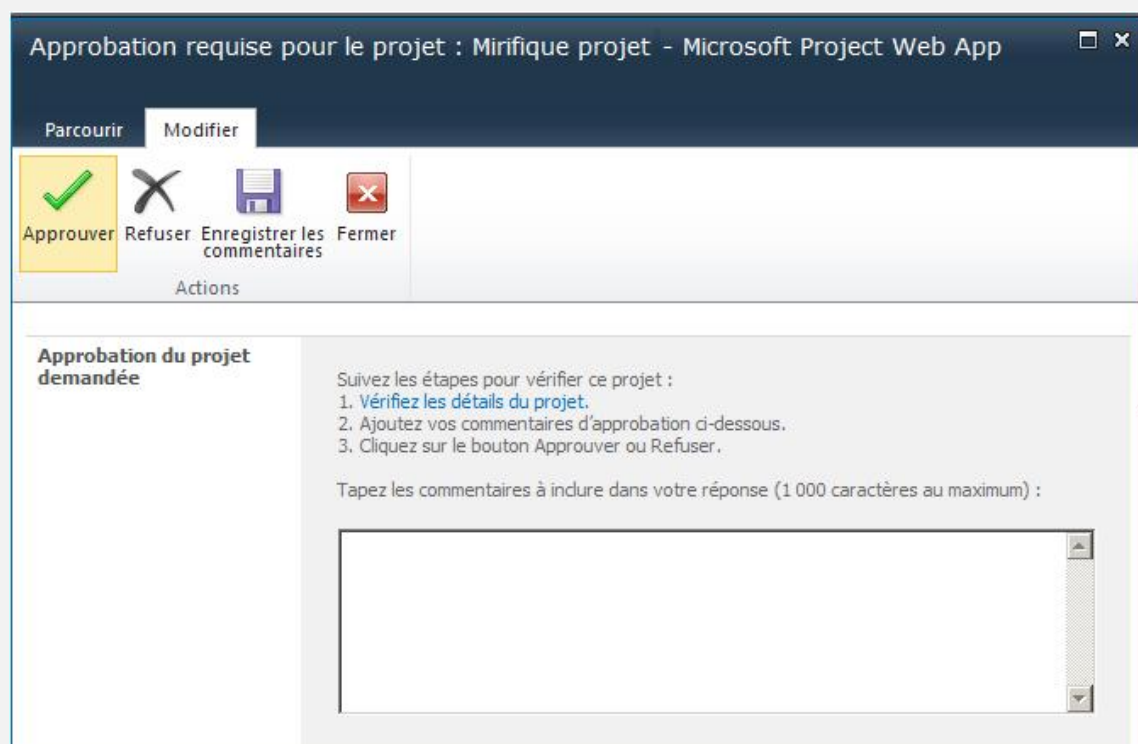 Approbation requise pour le projet : Mirifique projet - Microsoft Project Web App
Parcourir Modifier
Approuver Refuser Enregistrer les commentaires Fermer
Actions
Approbation du projet
demandée
Suivez les étapes pour vérifier ce projet :
1. Vérifiez les détails du projet.
2. Ajoutez vos commentaires d'approbation ci-dessous.
3. Cliquez sur le bouton Approuver ou Refuser.
Tapez les commentaires à inclure dans votre réponse (1 000 caractères au maximum) :